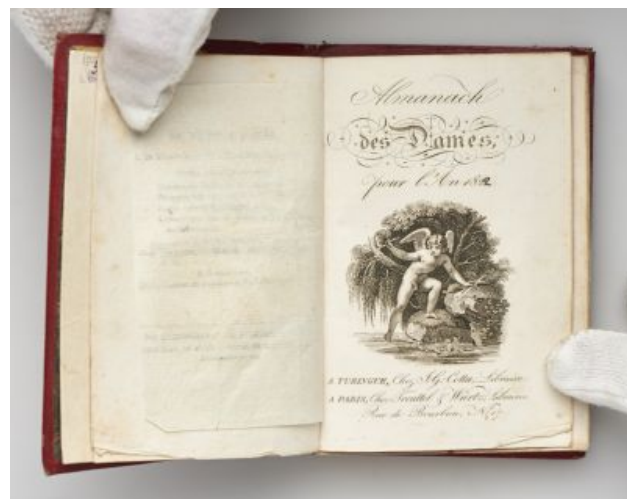 Almanach
des Dames,
pour l'An 1812
A TUBINGUE, Chez J. G. Cotta, Libraire
A PARIS, Chez Treuttel & Würtz, Libraires
Rue de Bourbon, N.º 17.